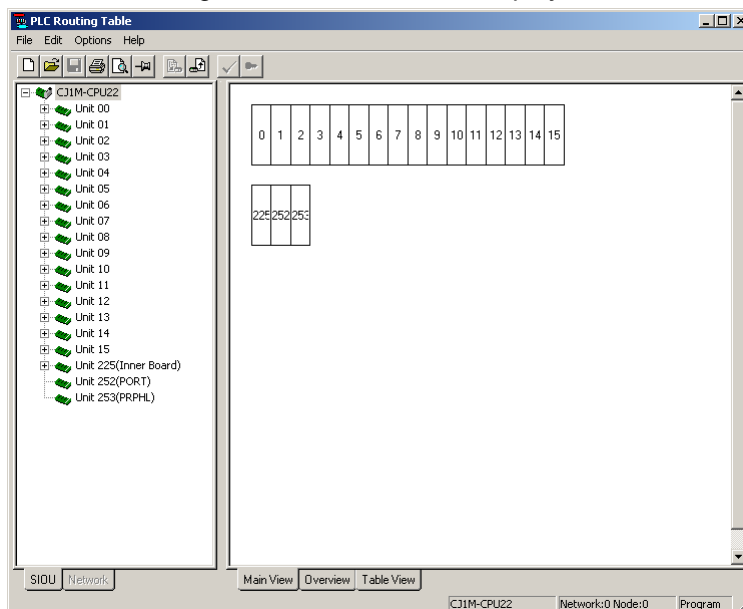 PLC Routing Table
File Edit Options Help
CJ1M-CPU22
Unit 00
Unit 01
Unit 02
Unit 03
Unit 04
Unit 05
Unit 06
Unit 07
Unit 08
Unit 09
Unit 10
Unit 11
Unit 12
Unit 13
Unit 14
Unit 15
Unit 225(Inner Board)
Unit 252(PORT)
Unit 253(PRPHL)
0 1 2 3 4 5 6 7 8 9 10 11 12 13 14 15
225 252 253
SIOU Network
Main View Overview Table View
CJ1M-CPU22 Network:0 Node:0 Program